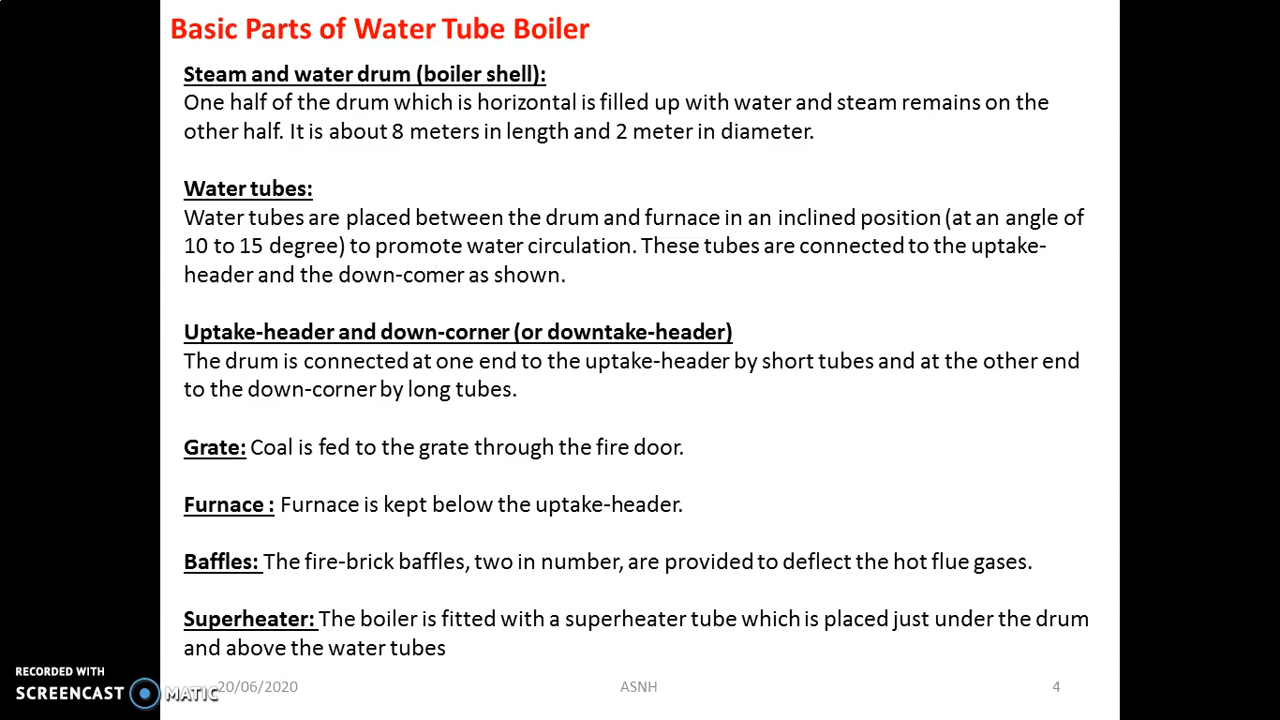 Basic Parts of Water Tube Boiler
Steam and water drum (boiler shell):
One half of the drum which is horizontal is filled up with water and steam remains on the
other half. It is about 8 meters in length and 2 meter in diameter.
Water tubes:
Water tubes are placed between the drum and furnace in an inclined position (at an angle of
10 to 15 degree) to promote water circulation. These tubes are connected to the uptake-
header and the down-comer as shown.
Uptake-header and down-corner (or downtake-header)
The drum is connected at one end to the uptake-header by short tubes and at the other end
to the down-corner by long tubes.
Grate: Coal is fed to the grate through the fire door.
Furnace : Furnace is kept below the uptake-header.
Baffles: The fire-brick baffles, two in number, are provided to deflect the hot flue gases.
Superheater: The boiler is fitted with a superheater tube which is placed just under the drum
and above the water tubes
RECORDED WITH
SCREENCAST MATIC
20/06/2020 ASNH 4